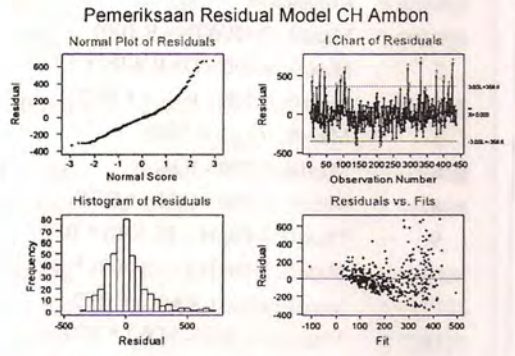 Pemeriksaan Residual Model CH Ambon
Normal Plot of Residuals
600
400
200
0
-200
-400
Residual
-3 -2 -1 0 1 2 3
Normal Score
I Chart of Residuals
500
0
-500
Residual
0 50 100 150 200 250 300 350 400 450
Observation Number
Histogram of Residuals
80
70
60
50
40
30
20
10
0
Frequency
-500 0 500
Residual
Residuals vs. Fits
600
400
200
0
-200
-400
Residual
-100 0 100 200 300 400 500
Fit